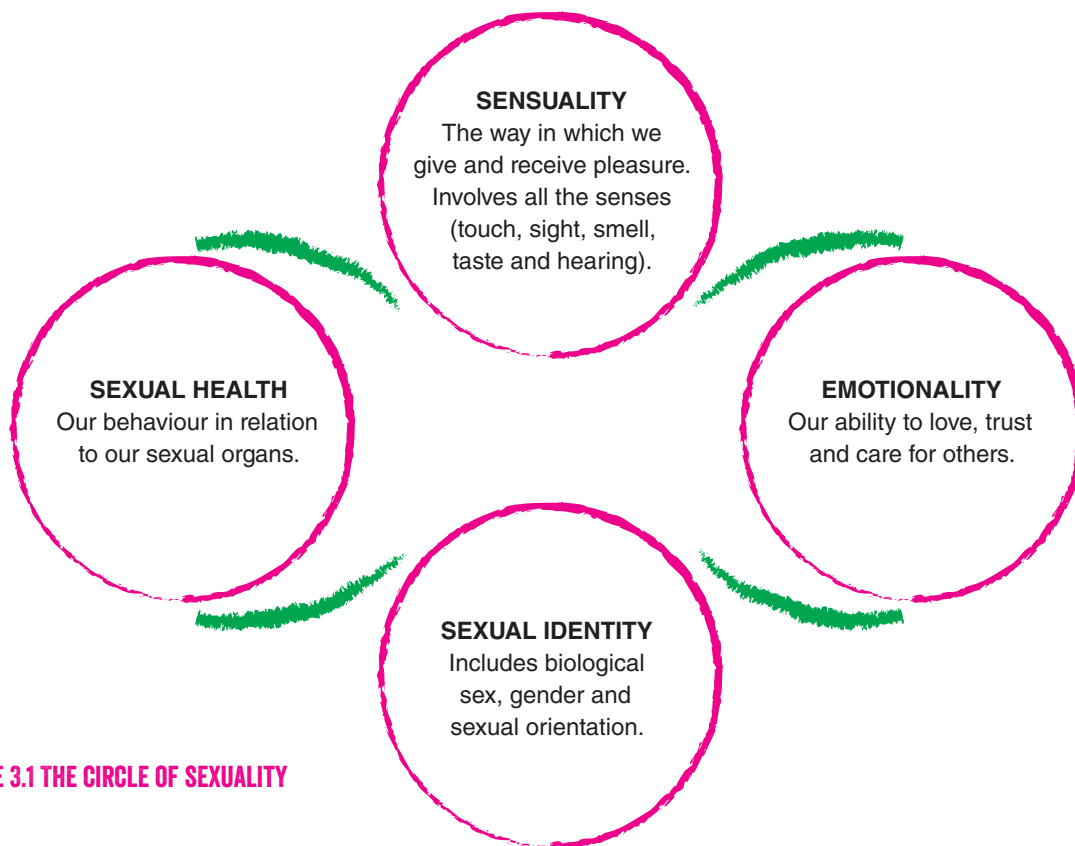 SENSUALITY
The way in which we
give and receive pleasure.
Involves all the senses
(touch, sight, smell,
taste and hearing).
SEXUAL HEALTH
Our behaviour in relation
to our sexual organs.
EMOTIONALITY
Our ability to love, trust
and care for others.
SEXUAL IDENTITY
Includes biological
sex, gender and
sexual orientation.
E 3.1 THE CIRCLE OF SEXUALITY